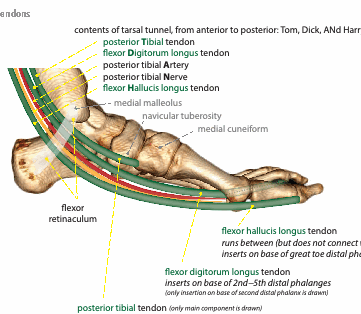 endons
contents of tarsal tunnel, from anterior to posterior: Tom, Dick, ANd Harr
posterior Tibial tendon
flexor Digitorum longus tendon
posterior tibial Artery
posterior tibial Nerve
flexor Hallucis longus tendon
medial malleolus
navicular tuberosity
medial cuneiform
flexor
retinaculum
flexor hallucis longus tendon
runs between (but does not connect
inserts on base of great toe distal pha
flexor digitorum longus tendon
inserts on base of 2nd–5th distal phalanges
(only insertion on base of second distal phalanx is drawn)
posterior tibial tendon (only main component is drawn)